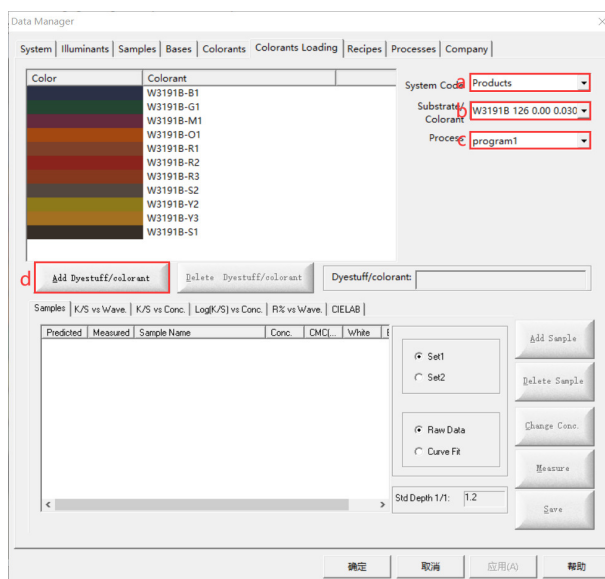 Data Manager
System Illuminants Samples Bases Colorants Colorants Loading Recipes Processes Company
Color Colorant
W3191B-B1
W3191B-G1
W3191B-M1
W3191B-O1
W3191B-R1
W3191B-R2
W3191B-R3
W3191B-S2
W3191B-Y2
W3191B-Y3
W3191B-S1
System Code a Products
Substrate/ Colorant b W3191B 126 0.00 0.030
Process c program1
d Add Dyestuff/colorant Delete Dyestuff/colorant Dyestuff/colorant:
Samples K/S vs Wave. K/S vs Conc. Log(K/S) vs Conc. R% vs Wave. CIELAB
Predicted Measured Sample Name Conc. CMC(... White
Set1
Set2
Raw Data
Curve Fit
Std Depth 1/1: 1.2
Add Sample
Delete Sample
Change Conc.
Measure
Save
确定 取消 应用(A) 帮助